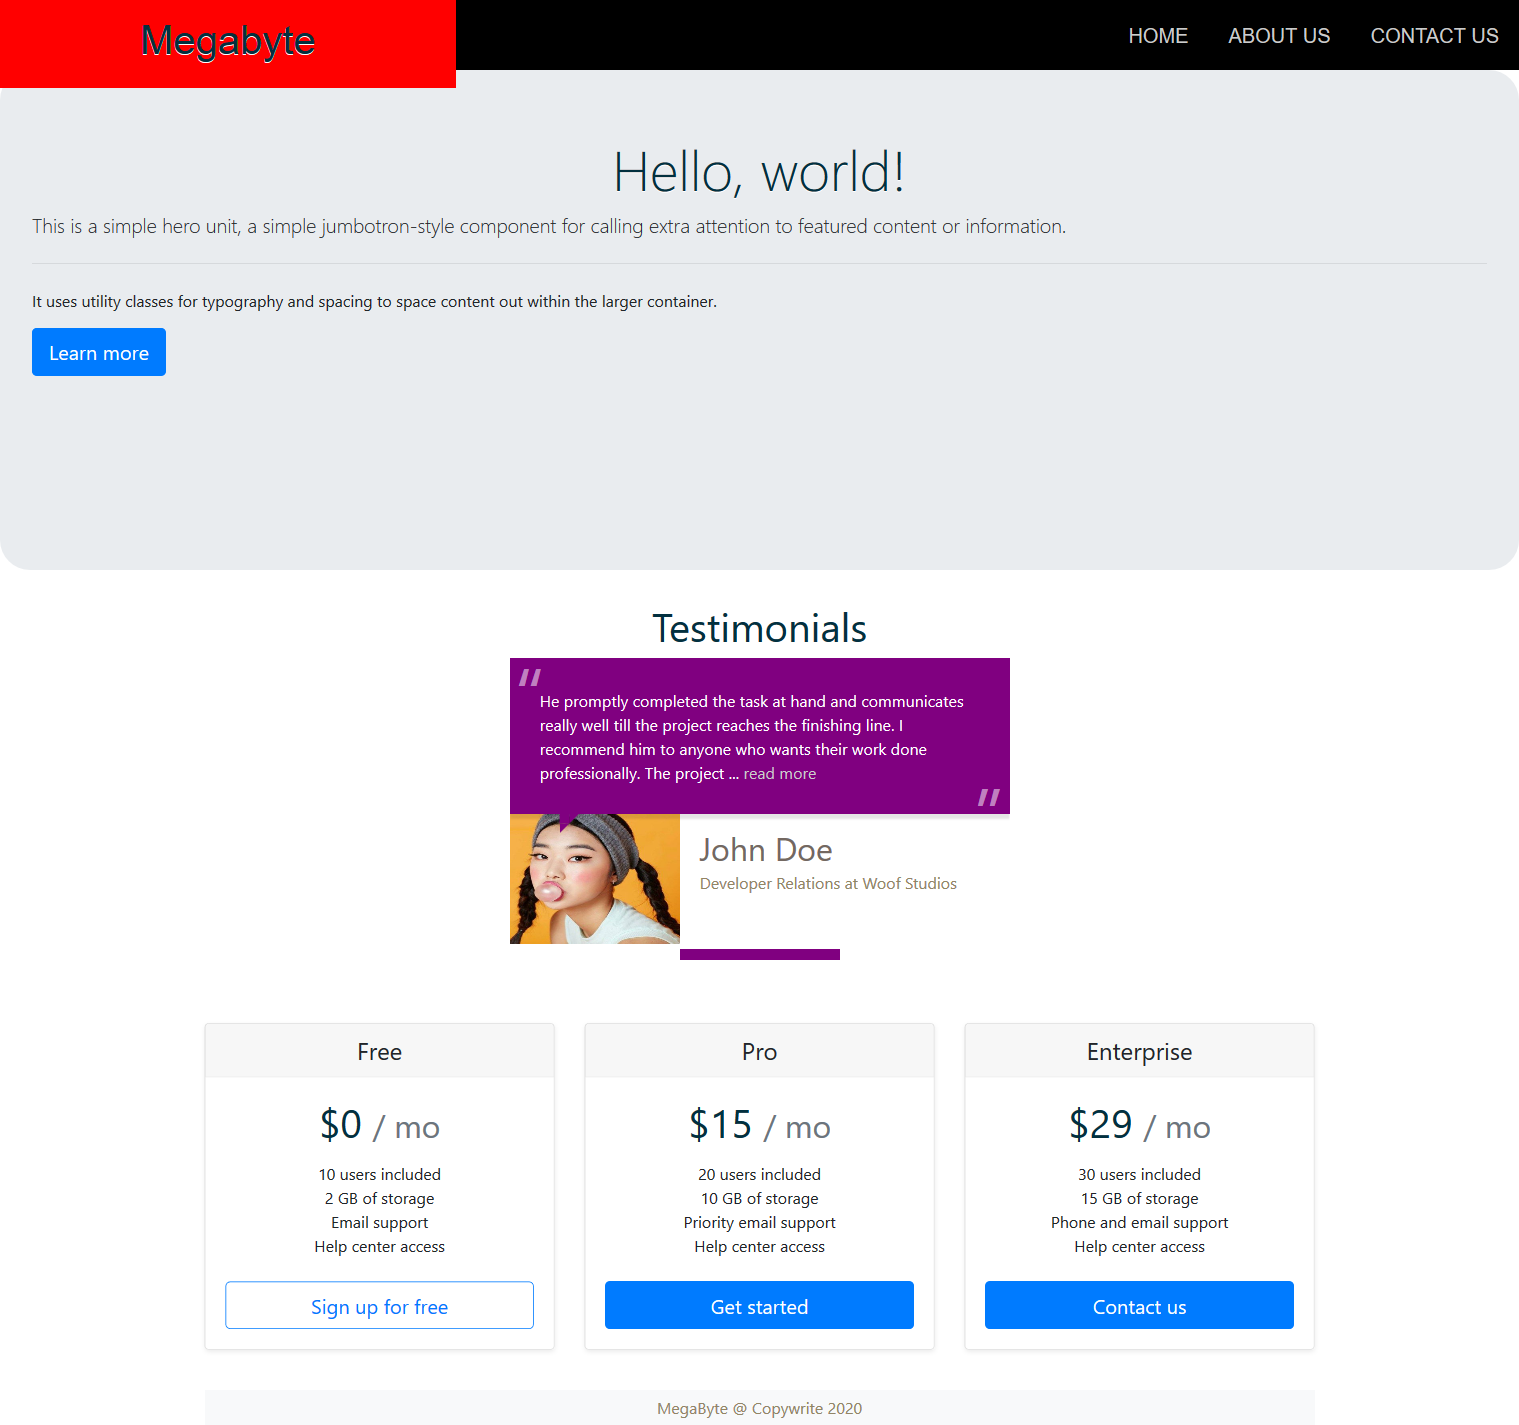 Megabyte
HOME ABOUT US CONTACT US
Hello, world!
This is a simple hero unit, a simple jumbotron-style component for calling extra attention to featured content or information.
It uses utility classes for typography and spacing to space content out within the larger container.
Learn more
Testimonials
"
He promptly completed the task at hand and communicates
really well till the project reaches the finishing line. I
recommend him to anyone who wants their work done
professionally. The project ... read more
"
John Doe
Developer Relations at Woof Studios
Free
$0 / mo
10 users included
2 GB of storage
Email support
Help center access
Sign up for free
Pro
$15 / mo
20 users included
10 GB of storage
Priority email support
Help center access
Get started
Enterprise
$29 / mo
30 users included
15 GB of storage
Phone and email support
Help center access
Contact us
MegaByte @ Copywrite 2020